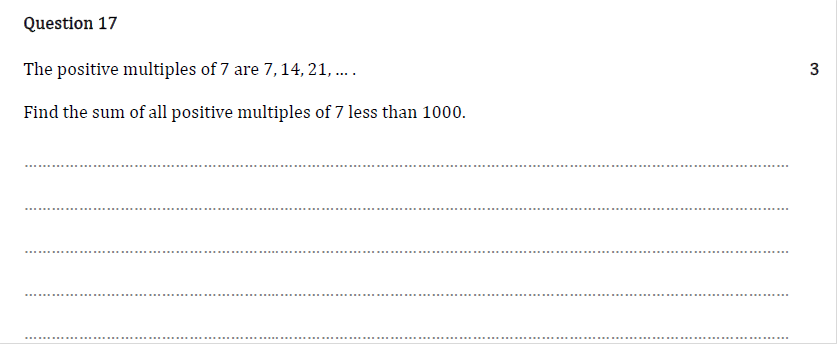 Question 17
The positive multiples of 7 are 7, 14, 21, … .
3
Find the sum of all positive multiples of 7 less than 1000.